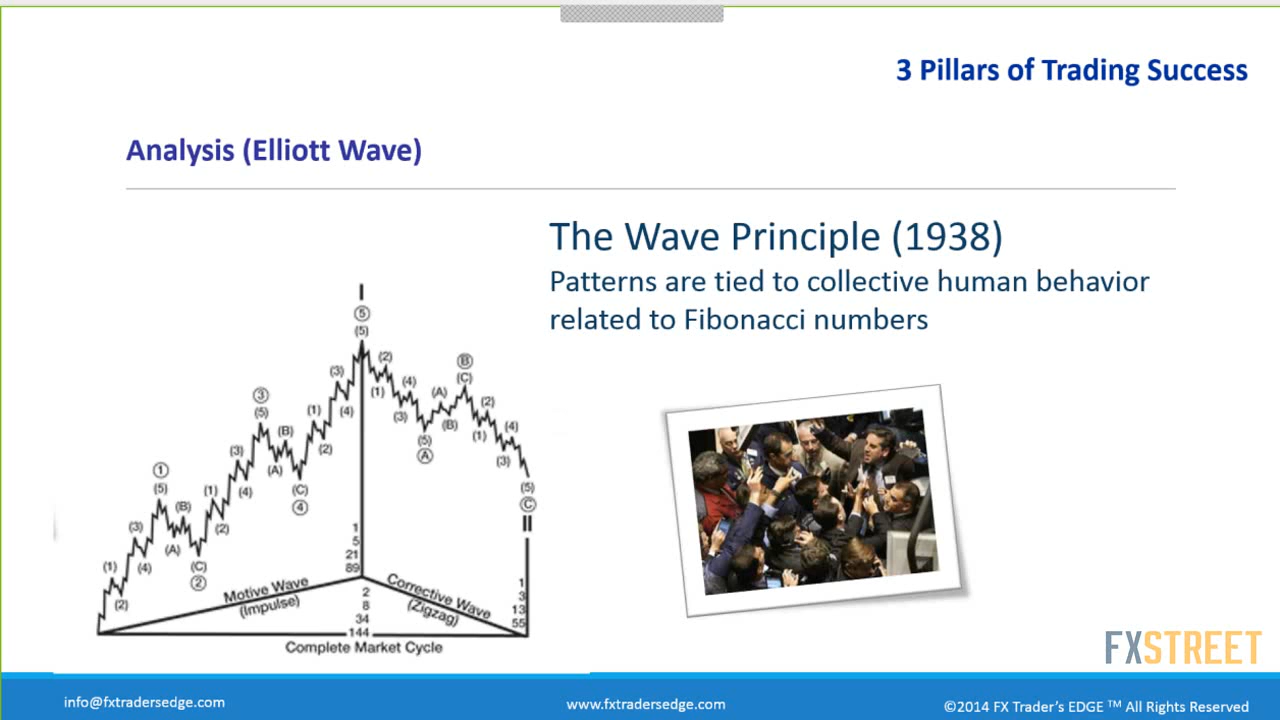 3 Pillars of Trading Success
Analysis (Elliott Wave)
The Wave Principle (1938)
Patterns are tied to collective human behavior
related to Fibonacci numbers
I
⑤
(5)
(3)
(4)
(1)
(2)
③
(5)
(B)
(A)
(C)
④
(3)
(4)
(1)
(2)
①
(5)
(B)
(A)
(C)
②
(3)
(4)
(1)
(2)
(2)
(1)
(4)
(3)
(5)
Ⓐ
(A)
(B)
Ⓑ
(C)
(2)
(1)
(4)
(3)
(5)
Ⓒ
II
1
5
21
89
Motive Wave
(Impulse)
Corrective Wave
(Zigzag)
2
8
34
144
1
3
13
55
Complete Market Cycle
FXSTREET
info@fxtradersedge.com
www.fxtradersedge.com
©2014 FX Trader's EDGE ™ All Rights Reserved